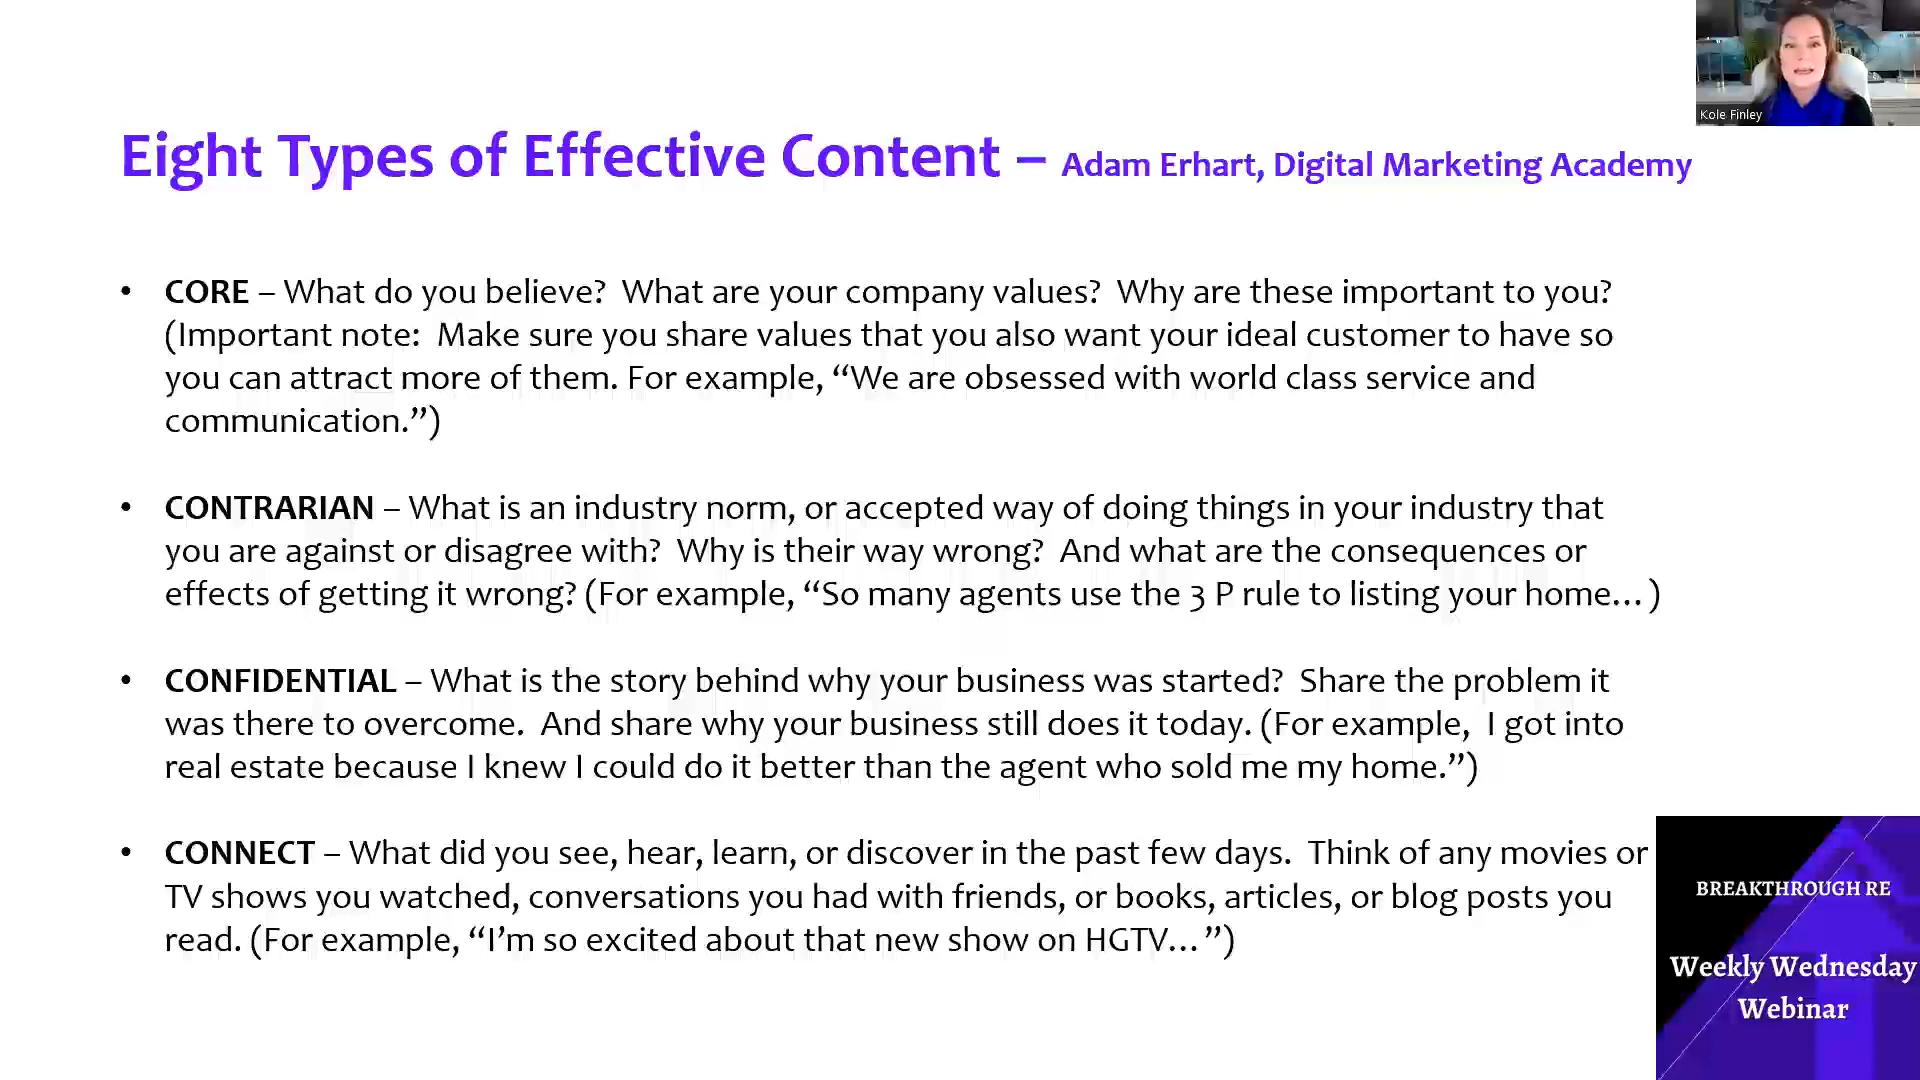 Kole Finley
Eight Types of Effective Content – Adam Erhart, Digital Marketing Academy
• CORE – What do you believe?  What are your company values?  Why are these important to you?
(Important note:  Make sure you share values that you also want your ideal customer to have so
you can attract more of them. For example, “We are obsessed with world class service and
communication.”)
• CONTRARIAN – What is an industry norm, or accepted way of doing things in your industry that
you are against or disagree with?  Why is their way wrong?  And what are the consequences or
effects of getting it wrong? (For example, “So many agents use the 3 P rule to listing your home…)
• CONFIDENTIAL – What is the story behind why your business was started?  Share the problem it
was there to overcome.  And share why your business still does it today. (For example,  I got into
real estate because I knew I could do it better than the agent who sold me my home.”)
• CONNECT – What did you see, hear, learn, or discover in the past few days.  Think of any movies or
TV shows you watched, conversations you had with friends, or books, articles, or blog posts you
read. (For example, “I’m so excited about that new show on HGTV…”)
BREAKTHROUGH RE
Weekly Wednesday
Webinar